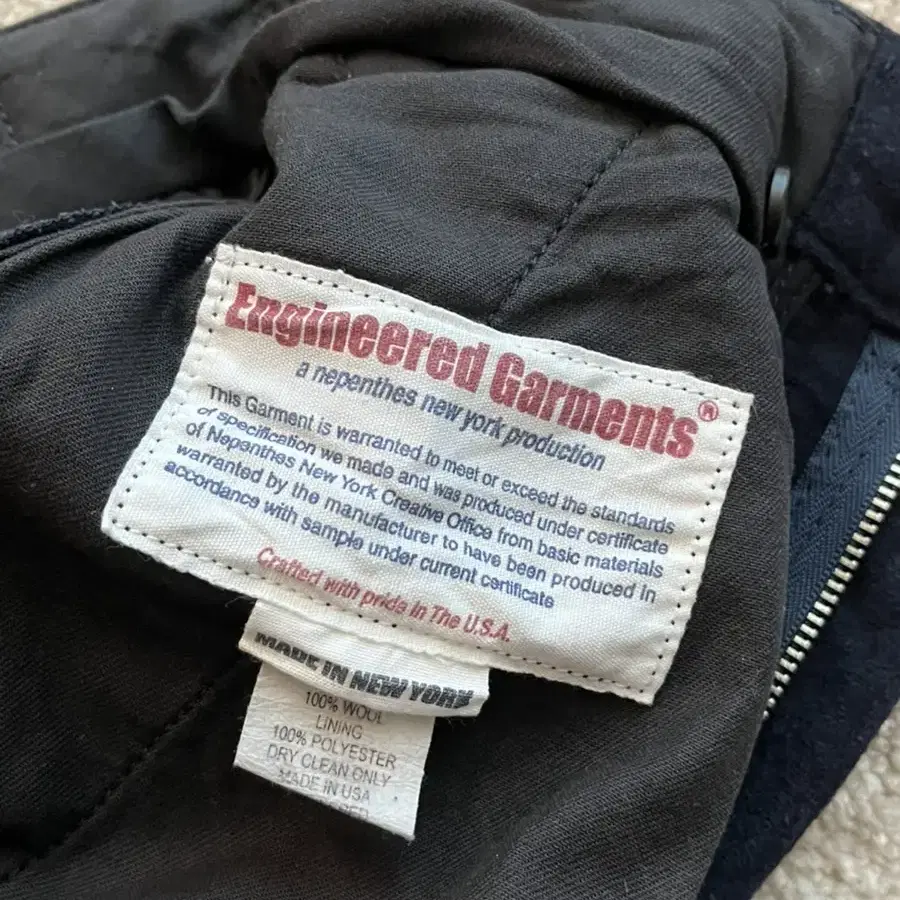 Engineered Garments®
a nepenthes new york production
This Garment is warranted to meet or exceed the standards
of specification we made and was produced under certificate
of Nepenthes New York Creative Office from basic materials
warranted by the manufacturer to have been produced in
accordance with sample under current certificate
Crafted with pride In The U.S.A.
MADE IN NEW YORK
100% WOOL
LINING
100% POLYESTER
DRY CLEAN ONLY
MADE IN USA